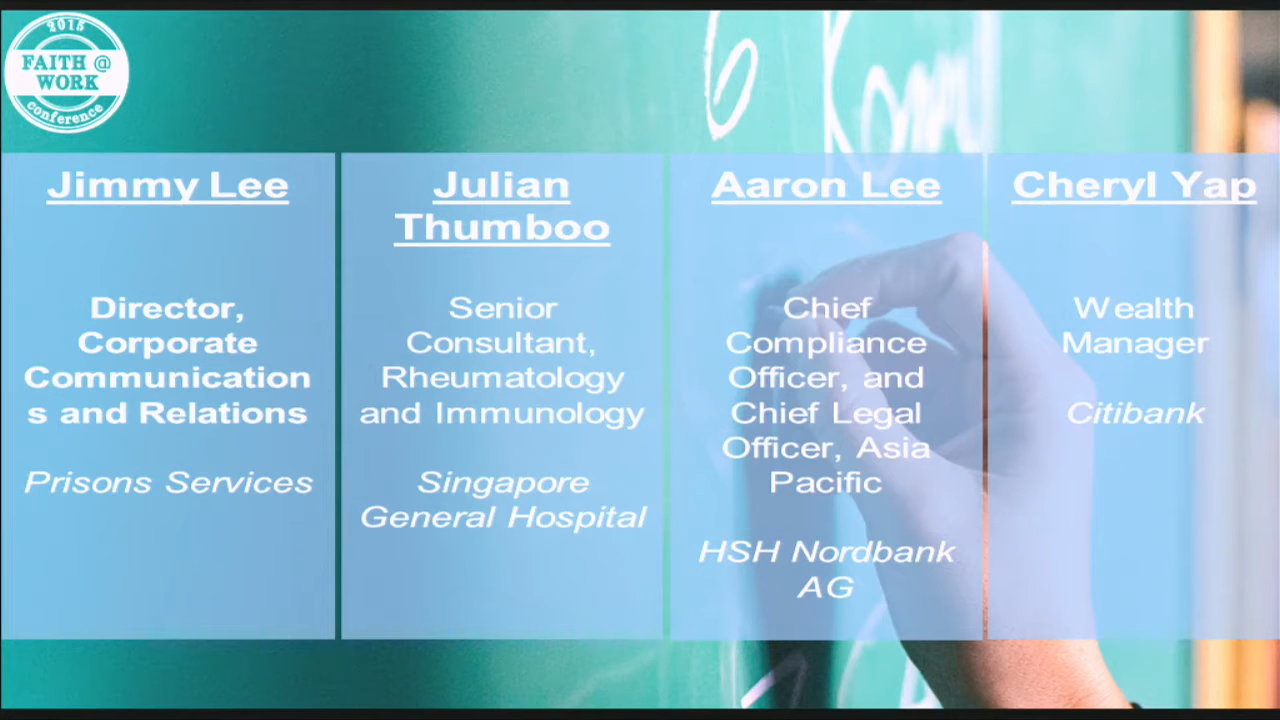 2015
FAITH @
WORK
conference
6 Kom
Jimmy Lee
Director,
Corporate
Communication
s and Relations
Prisons Services
Julian
Thumboo
Senior
Consultant,
Rheumatology
and Immunology
Singapore
General Hospital
Aaron Lee
Chief
Compliance
Officer, and
Chief Legal
Officer, Asia
Pacific
HSH Nordbank
AG
Cheryl Yap
Wealth
Manager
Citibank